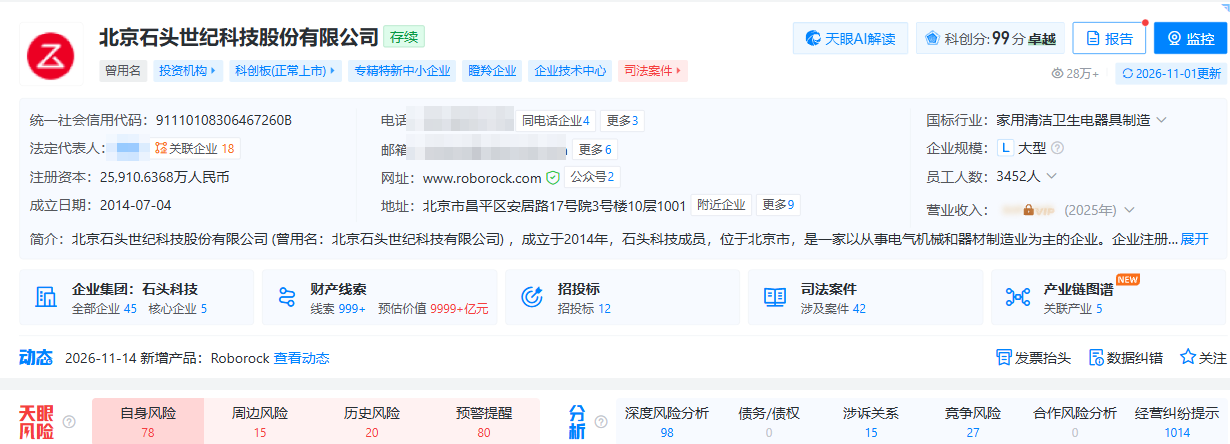 北京石头世纪科技股份有限公司 存续 天眼AI解读 科创分:99分 卓越 报告 监控
曾用名 投资机构 科创板(正常上市) 专精特新中小企业 瞪羚企业 企业技术中心 司法案件 28万+ 2026-11-01更新
统一社会信用代码：91110108306467260B 电话 同电话企业4 更多3 国标行业：家用清洁卫生电器具制造
法定代表人： 关联企业 18 邮箱 更多6 企业规模： L 大型
注册资本：25,910.6368万人民币 网址：www.roborock.com 公众号2 员工人数：3452人
成立日期：2014-07-04 地址：北京市昌平区安居路17号院3号楼10层1001 附近企业 更多9 营业收入： VIP (2025年)
简介：北京石头世纪科技股份有限公司 (曾用名：北京石头世纪科技有限公司) ，成立于2014年，石头科技成员，位于北京市，是一家以从事电气机械和器材制造业为主的企业。企业注册... 展开
企业集团：石头科技 财产线索 招投标 司法案件 产业链图谱 NEW
全部企业 45 核心企业 5 线索 999+ 预估价值 9999+亿元 招投标 12 涉及案件 42 关联产业 5
动态 2026-11-14 新增产品：Roborock 查看动态 发票抬头 数据纠错 关注
天眼风险 自身风险 周边风险 历史风险 预警提醒 分析 深度风险分析 债务/债权 涉诉关系 竞争风险 合作风险分析 经营纠纷提示
78 15 20 80 98 0 15 27 0 1014